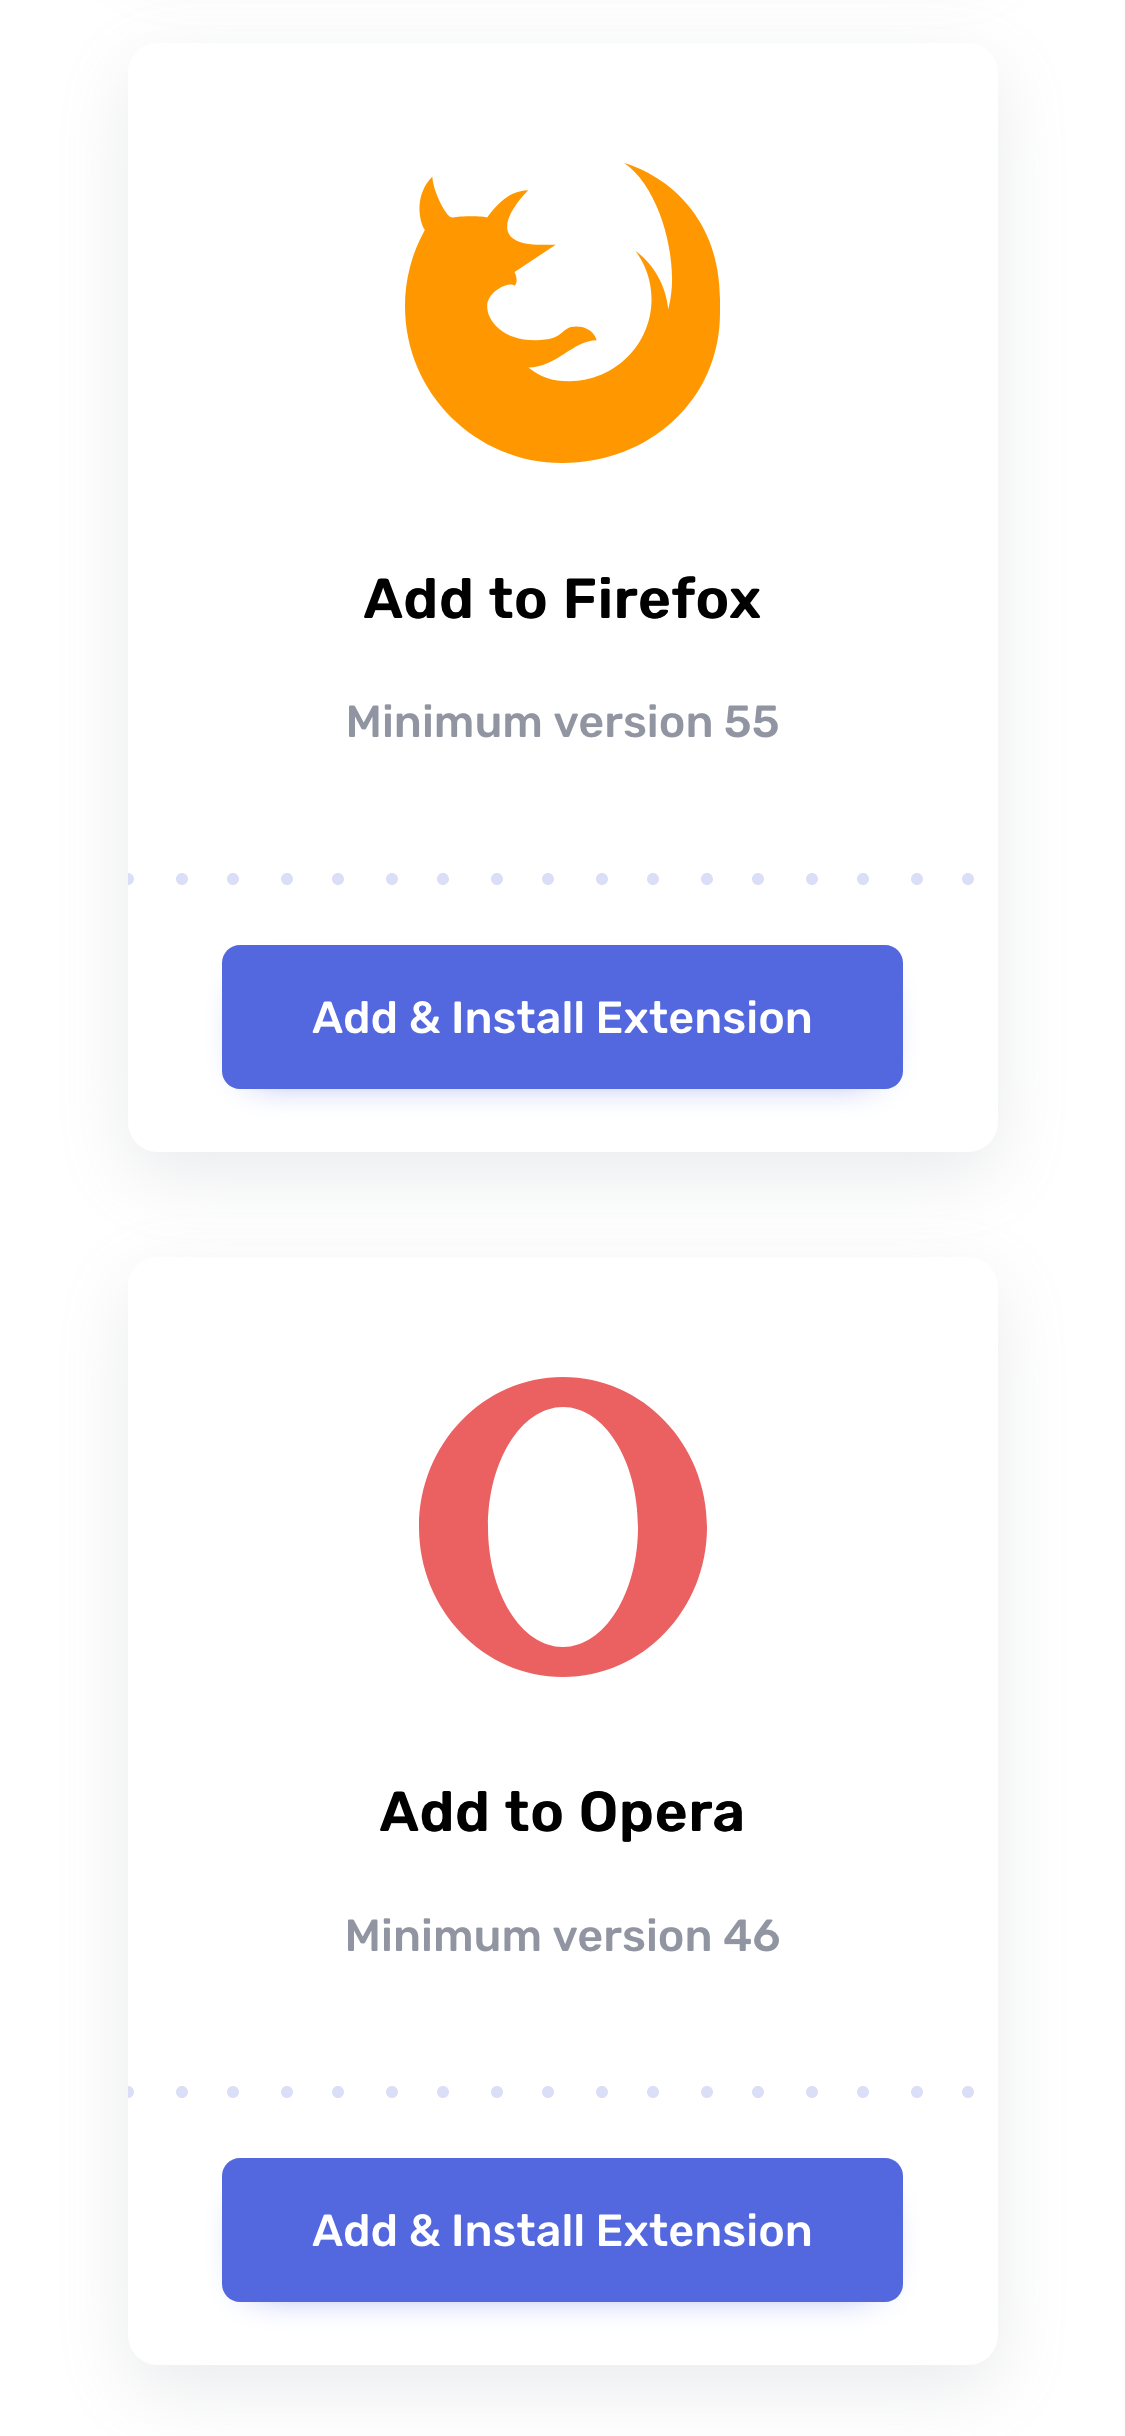 Add to Firefox
Minimum version 55
Add & Install Extension
Add to Opera
Minimum version 46
Add & Install Extension